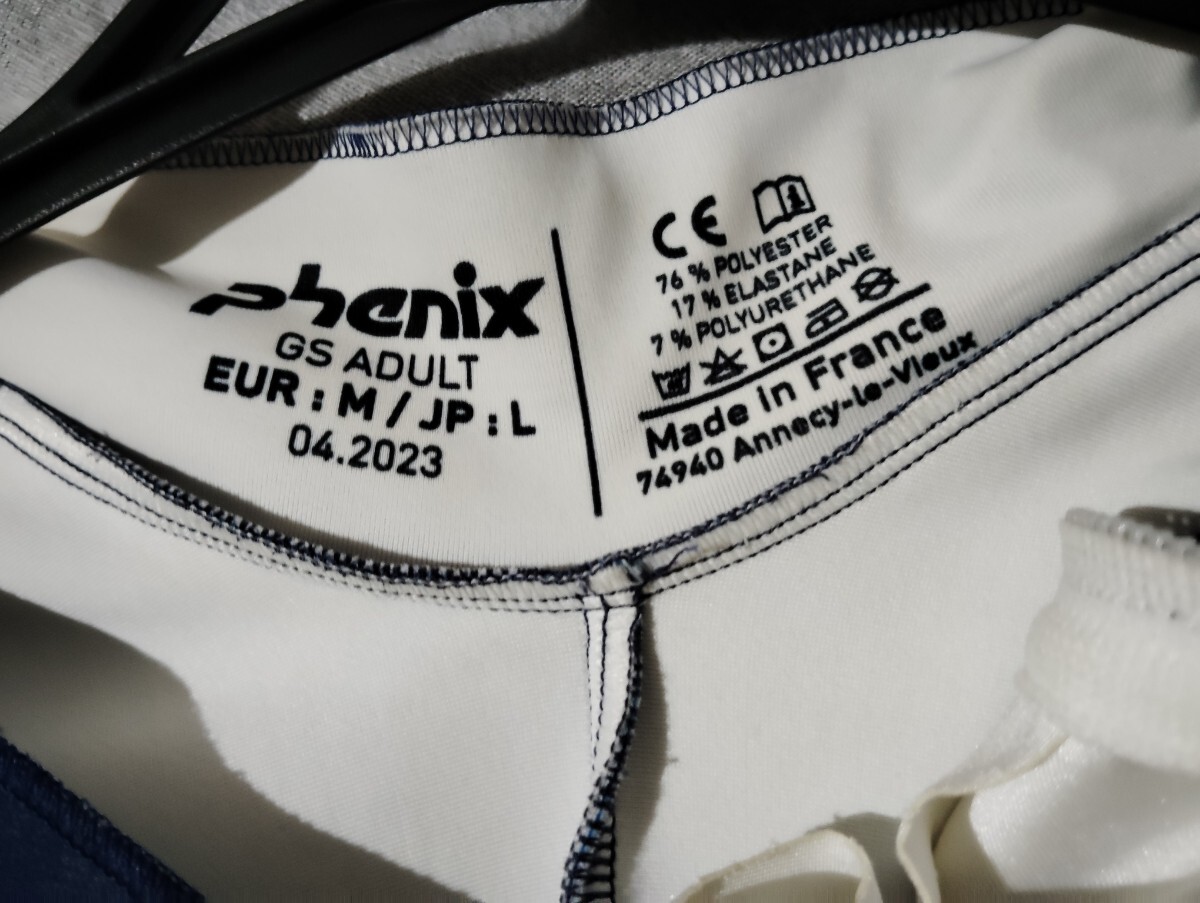 phenix
GS ADULT
EUR : M / JP : L
04.2023
CE
76 % POLYESTER
17 % ELASTANE
7 % POLYURETHANE
Made in France
74940 Annecy-le-Vieux